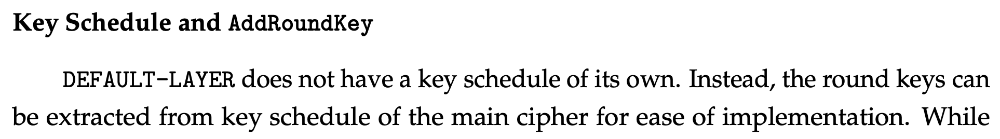 Key Schedule and AddRoundKey
DEFAULT-LAYER does not have a key schedule of its own. Instead, the round keys can
be extracted from key schedule of the main cipher for ease of implementation. While